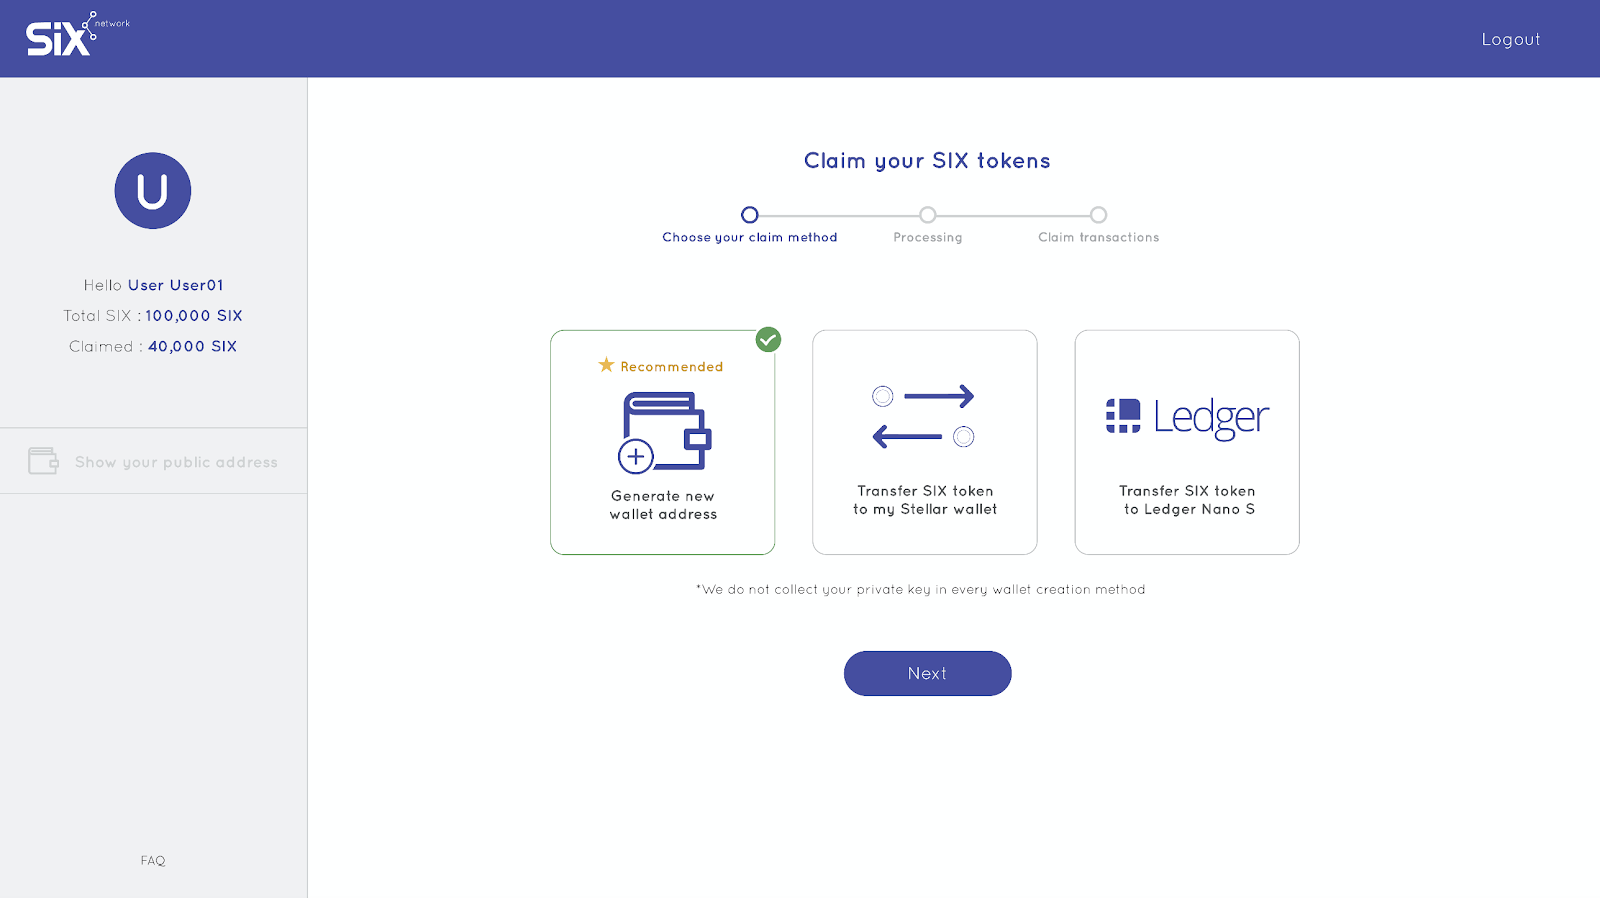 SiX network
Logout
U
Hello User User01
Total SIX : 100,000 SIX
Claimed : 40,000 SIX
Show your public address
FAQ
Claim your SIX tokens
Choose your claim method
Processing
Claim transactions
Recommended
Generate new
wallet address
Transfer SIX token
to my Stellar wallet
Ledger
Transfer SIX token
to Ledger Nano S
*We do not collect your private key in every wallet creation method
Next